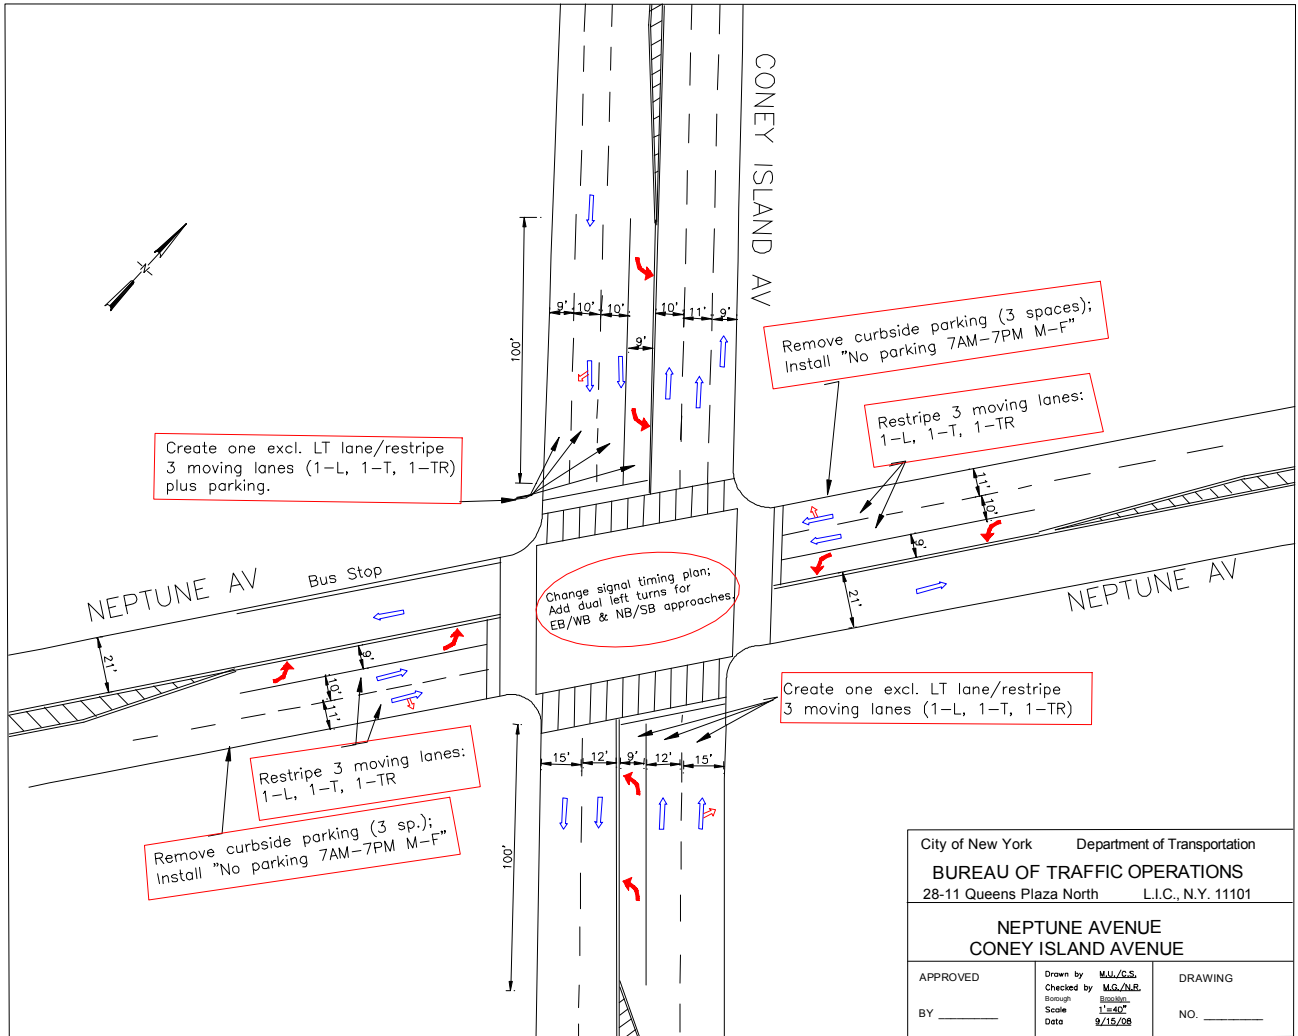 CONEY ISLAND AV
N
100'
9'
10'
10'
9'
10'
11'
9'
Remove curbside parking (3 spaces);
Install "No parking 7AM-7PM M-F"
Restripe 3 moving lanes:
1-L, 1-T, 1-TR
Create one excl. LT lane/restripe
3 moving lanes (1-L, 1-T, 1-TR)
plus parking.
11'
10'
9'
21'
NEPTUNE AV
Bus Stop
NEPTUNE AV
Change signal timing plan;
Add dual left turns for
EB/WB & NB/SB approaches.
21'
9'
10'
11'
Create one excl. LT lane/restripe
3 moving lanes (1-L, 1-T, 1-TR)
Restripe 3 moving lanes:
1-L, 1-T, 1-TR
Remove curbside parking (3 sp.);
Install "No parking 7AM-7PM M-F"
15'
12'
9'
12'
15'
100'
City of New York Department of Transportation
BUREAU OF TRAFFIC OPERATIONS
28-11 Queens Plaza North L.I.C., N.Y. 11101
NEPTUNE AVENUE
CONEY ISLAND AVENUE
APPROVED
BY
Drawn by M.U./C.S.
Checked by M.G./N.R.
Borough Brooklyn
Scale 1'=40"
Data 9/15/08
DRAWING
NO.